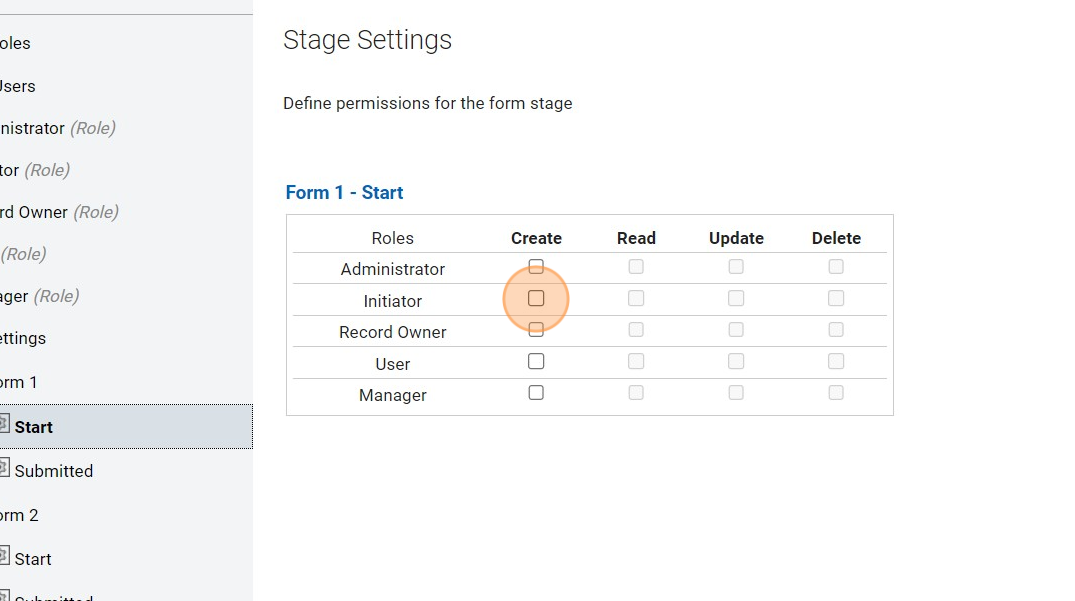 oles
Users
nistrator (Role)
tor (Role)
rd Owner (Role)
(Role)
ager (Role)
ettings
orm 1
Start
Submitted
orm 2
Start
Submitted
Stage Settings
Define permissions for the form stage
Form 1 - Start
Roles Create Read Update Delete
Administrator
Initiator
Record Owner
User
Manager